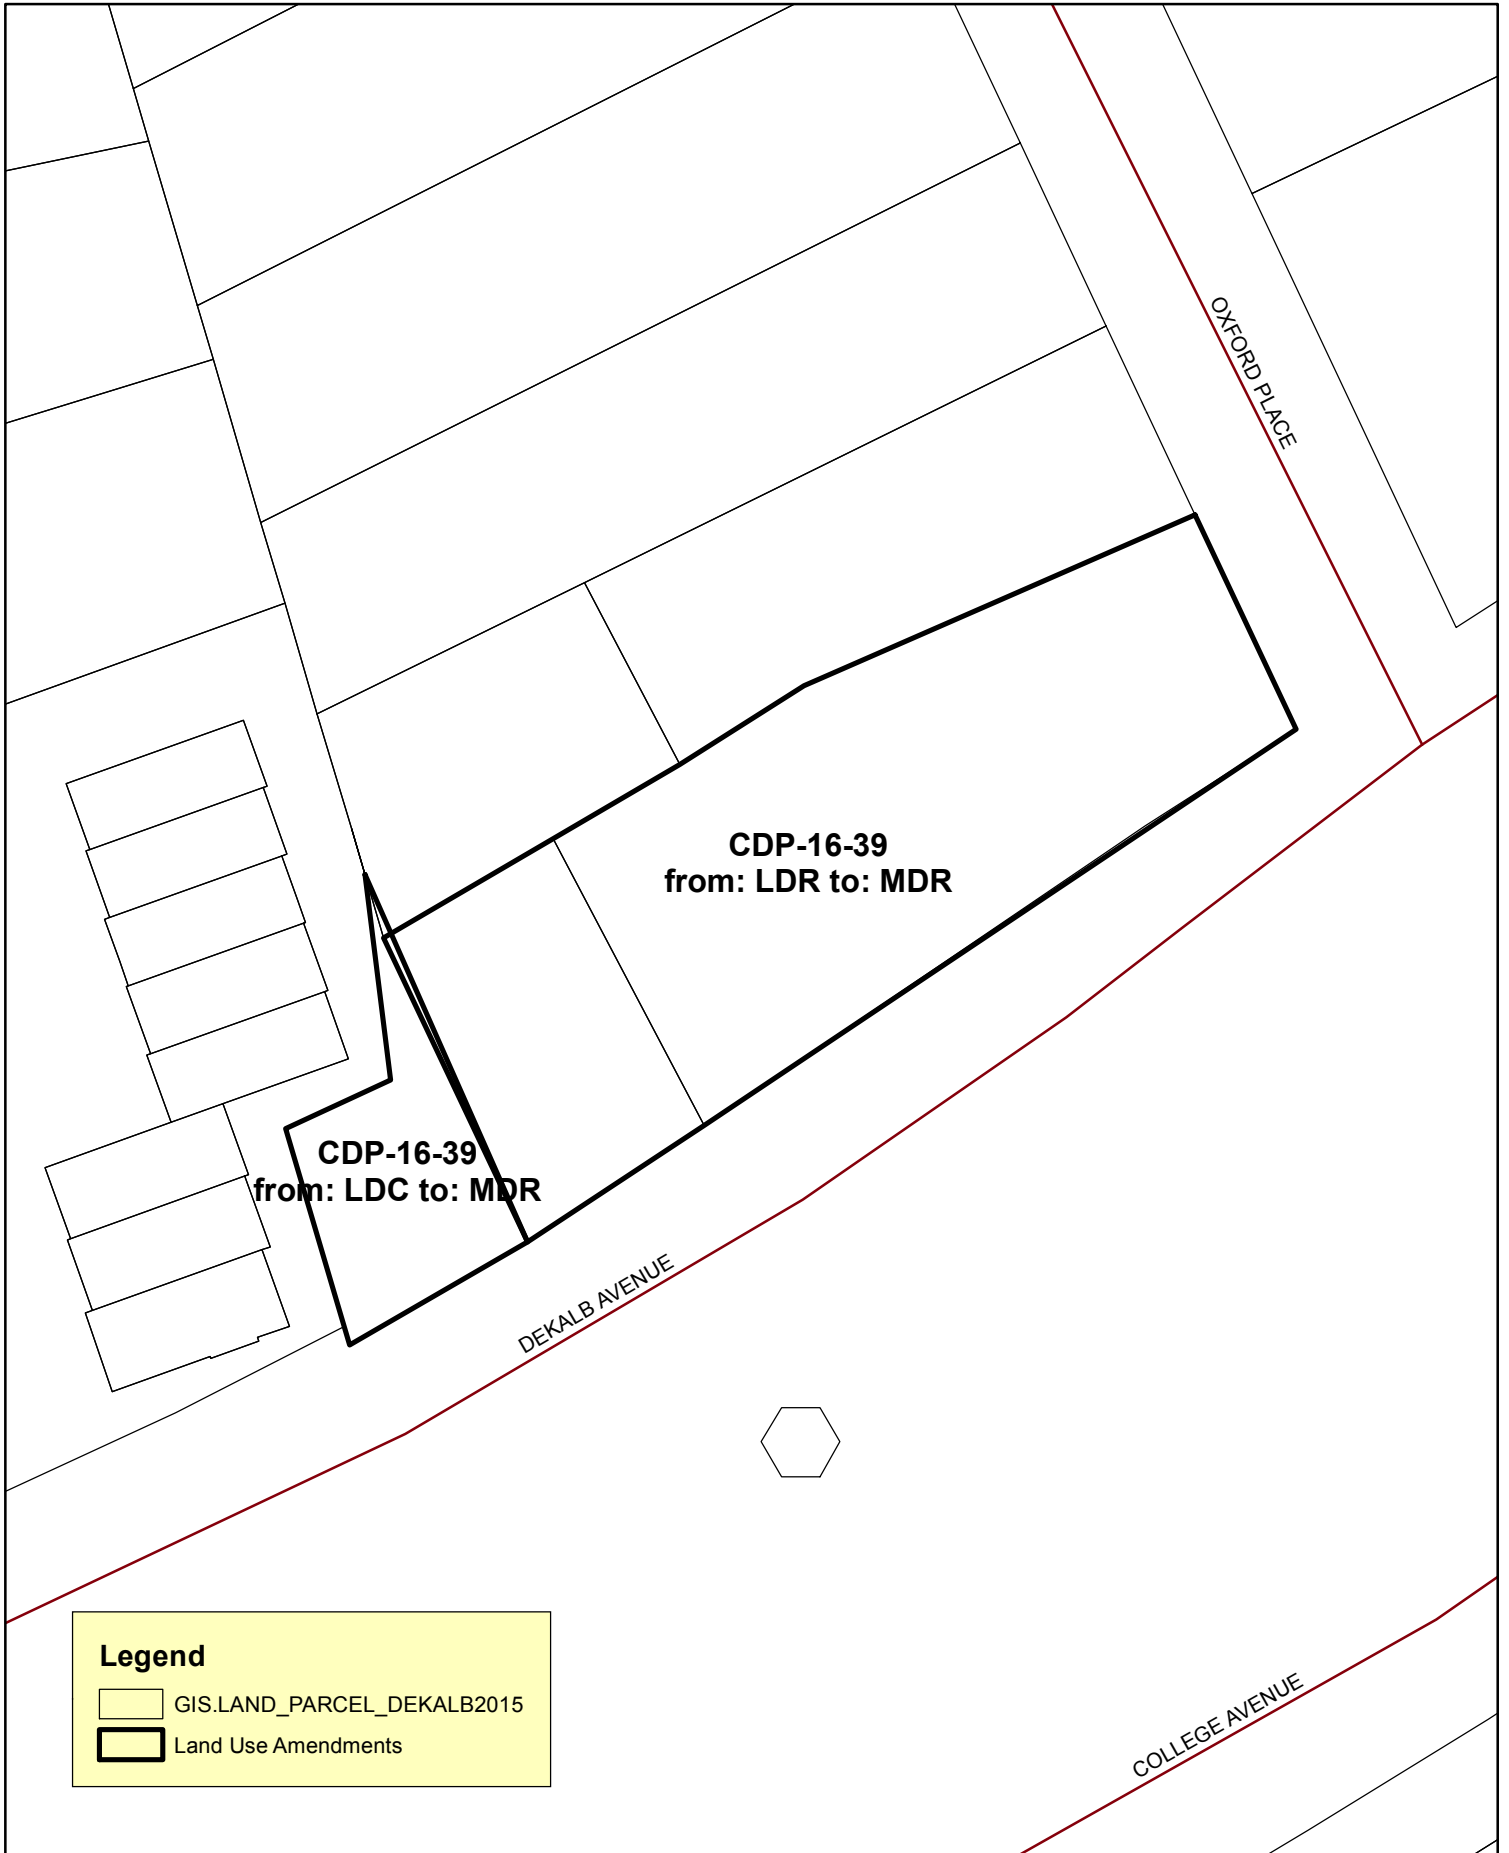 OXFORD PLACE
CDP-16-39
from: LDR to: MDR
CDP-16-39
from: LDC to: MDR
DEKALB AVENUE
Legend
GIS.LAND_PARCEL_DEKALB2015
Land Use Amendments
COLLEGE AVENUE